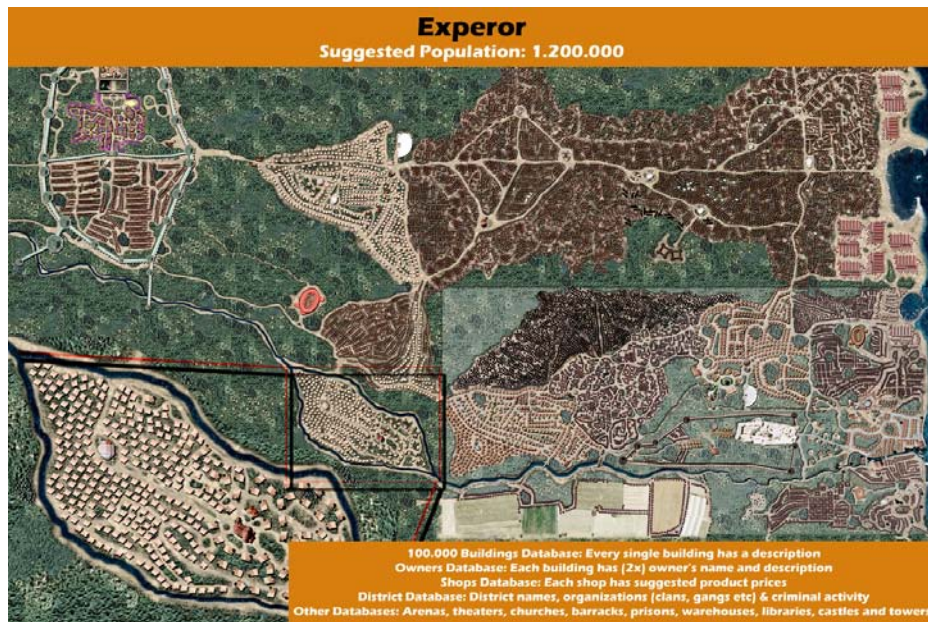 Experor
Suggested Population: 1.200.000
100.000 Buildings Database: Every single building has a description
Owners Database: Each building has (2x) owner's name and description
Shops Database: Each shop has suggested product prices
District Database: District names, organizations (clans, gangs etc) & criminal activity
Other Databases: Arenas, theaters, churches, barracks, prisons, warehouses, libraries, castles and towers